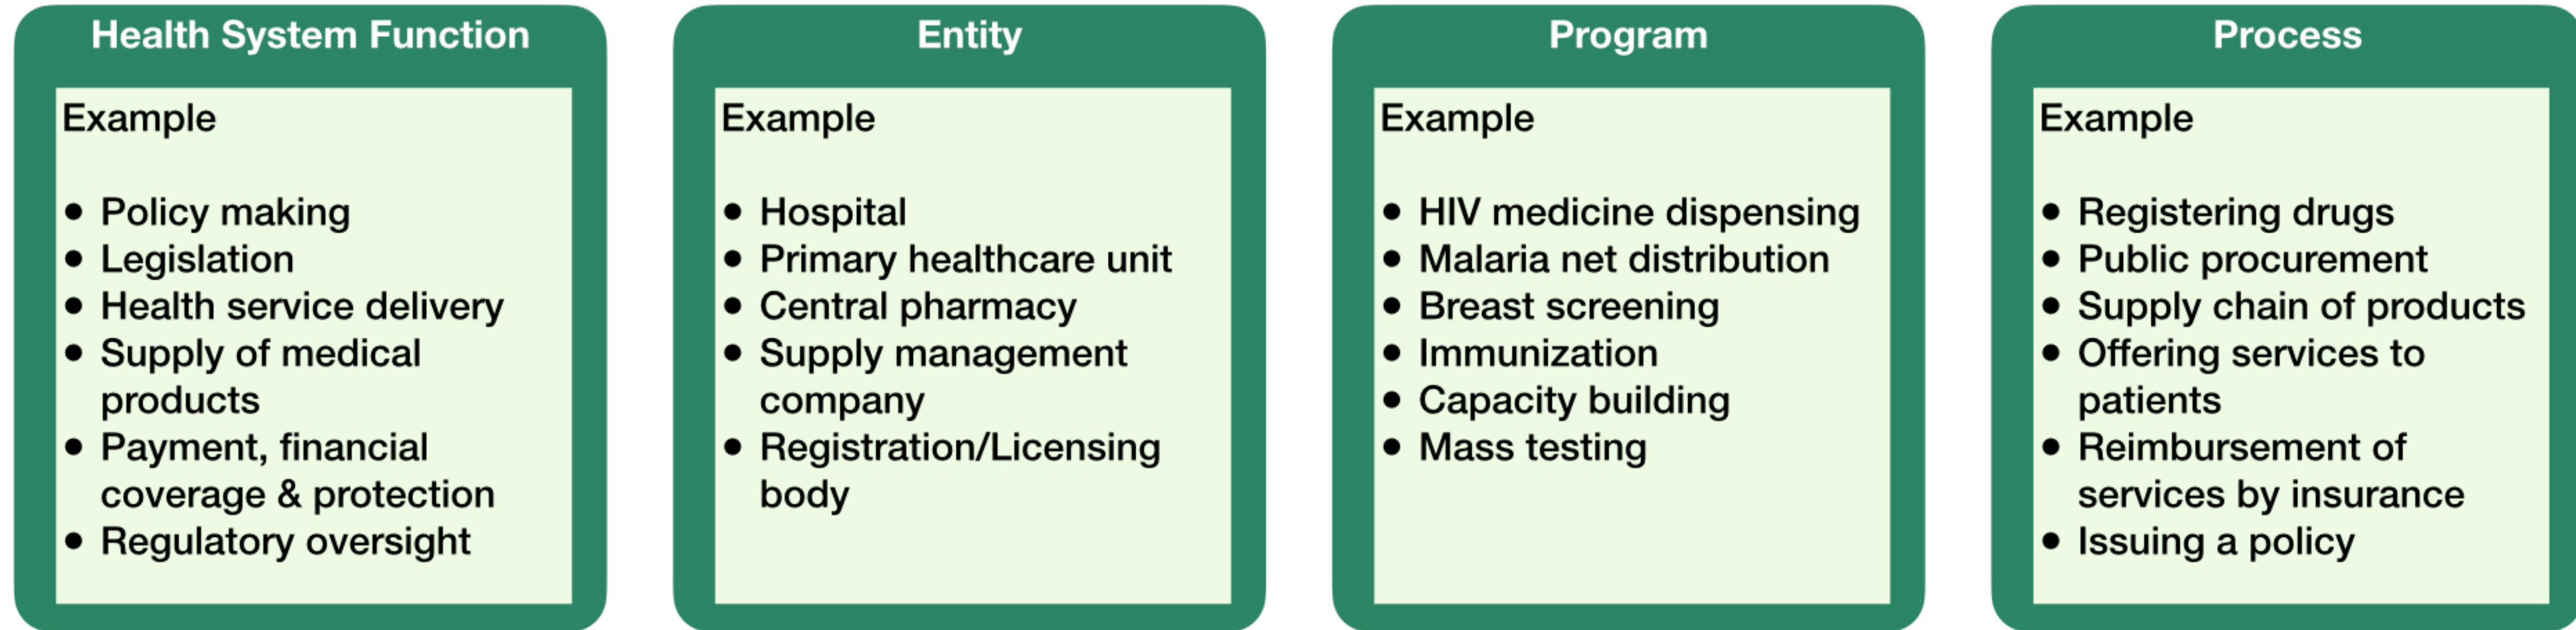 Health System Function
Example
● Policy making
● Legislation
● Health service delivery
● Supply of medical
products
● Payment, financial
coverage & protection
● Regulatory oversight
Entity
Example
● Hospital
● Primary healthcare unit
● Central pharmacy
● Supply management
company
● Registration/Licensing
body
Program
Example
● HIV medicine dispensing
● Malaria net distribution
● Breast screening
● Immunization
● Capacity building
● Mass testing
Process
Example
● Registering drugs
● Public procurement
● Supply chain of products
● Offering services to
patients
● Reimbursement of
services by insurance
● Issuing a policy